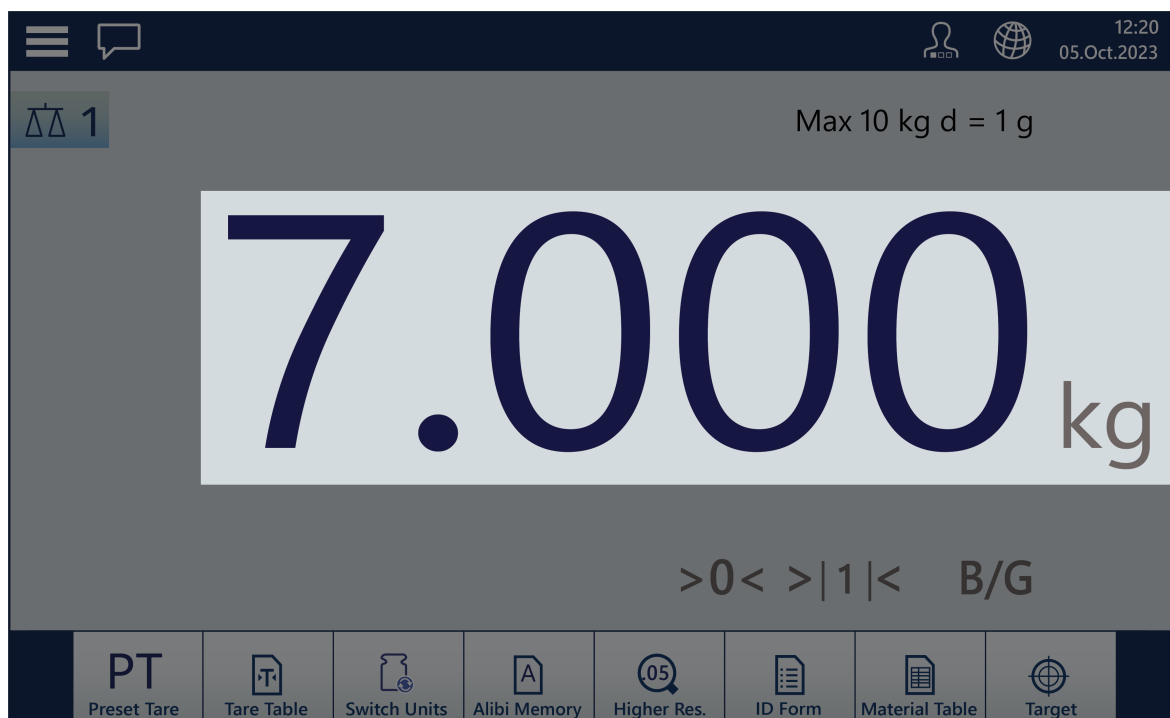 12:20
05.Oct.2023
1
Max 10 kg d = 1 g
7.000 kg
>0< >|1|< B/G
PT
Preset Tare
T
Tare Table
Switch Units
A
Alibi Memory
.05
Higher Res.
ID Form
Material Table
Target